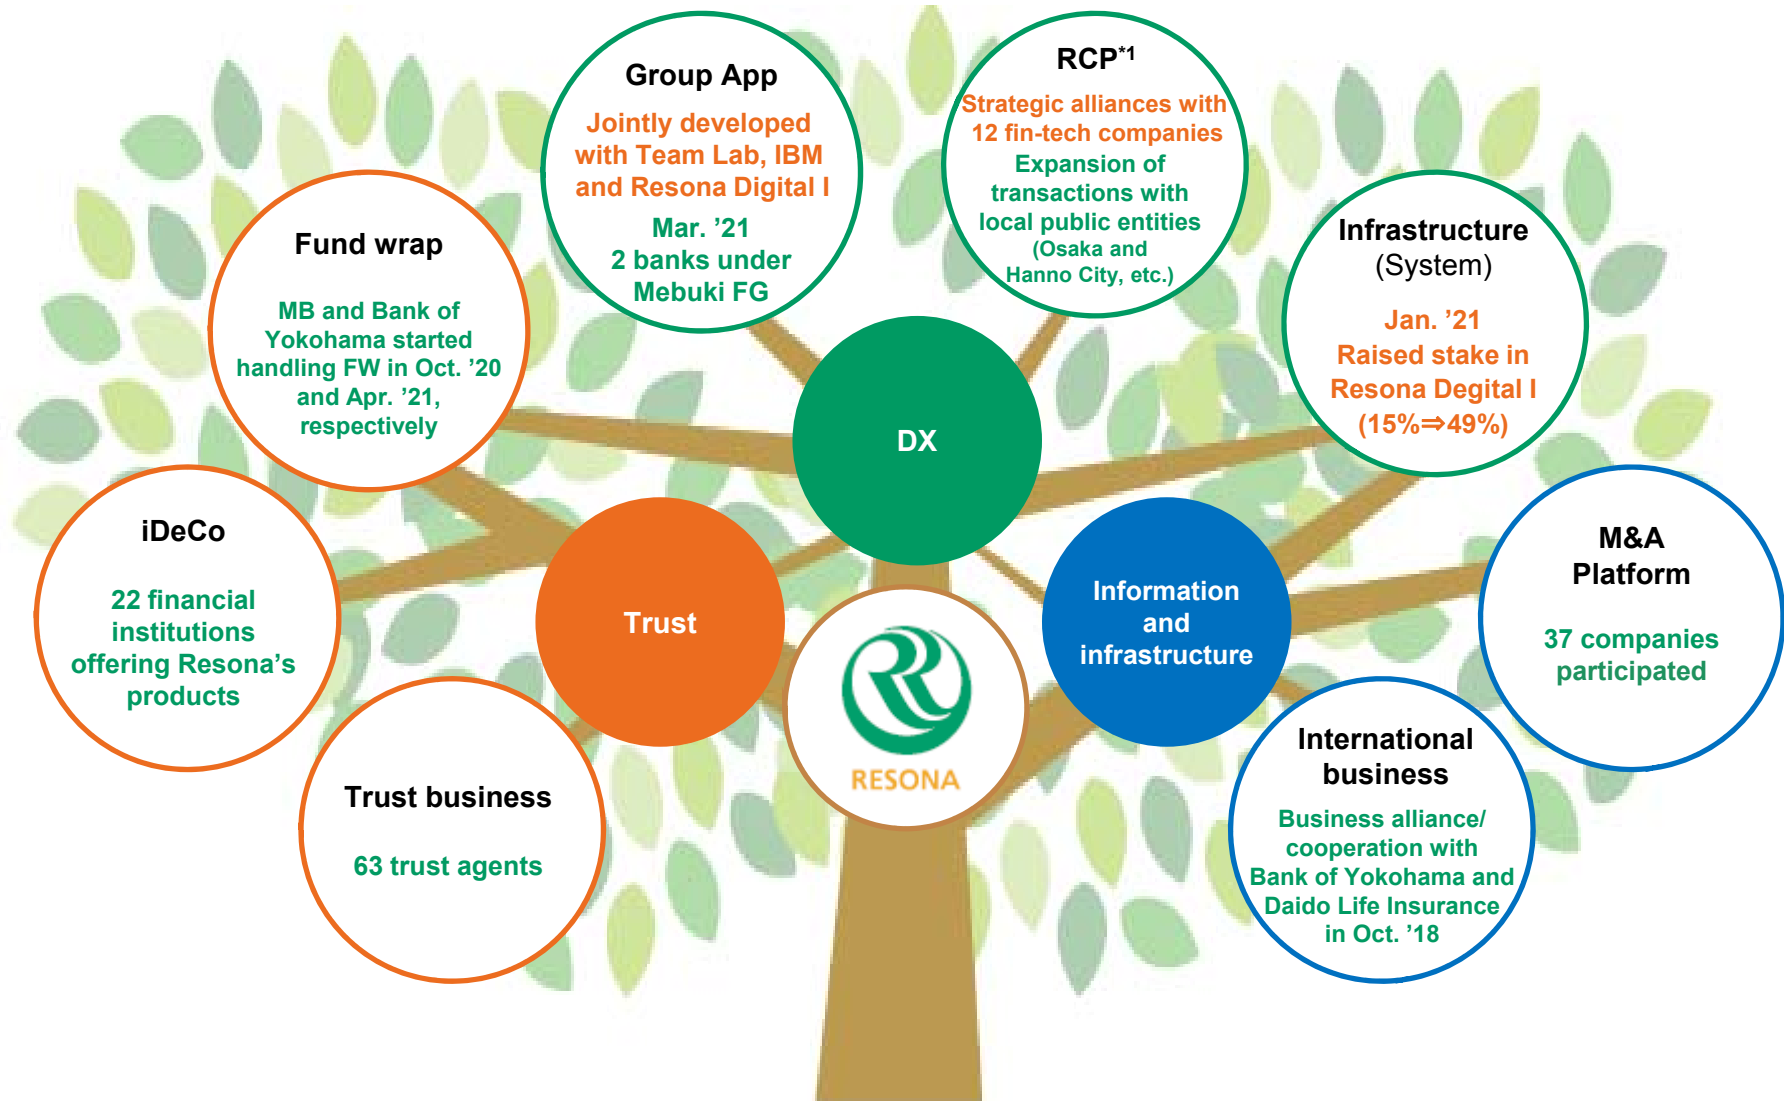 Group App
Jointly developed
with Team Lab, IBM
and Resona Digital I
Mar. ’21
2 banks under
Mebuki FG
RCP*1
Strategic alliances with
12 fin-tech companies
Expansion of
transactions with
local public entities
(Osaka and
Hanno City, etc.)
Fund wrap
MB and Bank of
Yokohama started
handling FW in Oct. ’20
and Apr. ’21,
respectively
Infrastructure
(System)
Jan. ’21
Raised stake in
Resona Degital I
(15%⇒49%)
DX
iDeCo
22 financial
institutions
offering Resona’s
products
Trust
Information
and
infrastructure
M&A
Platform
37 companies
participated
RESONA
Trust business
63 trust agents
International
business
Business alliance/
cooperation with
Bank of Yokohama and
Daido Life Insurance
in Oct. ’18